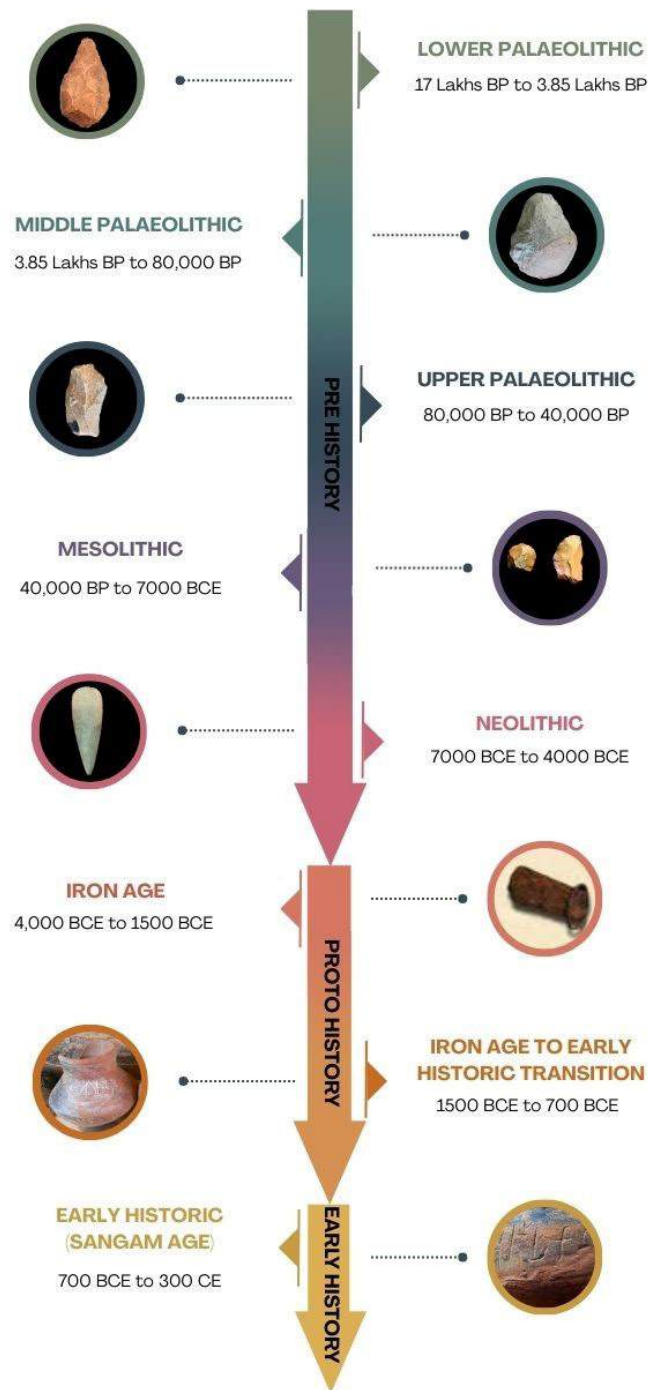 LOWER PALAEOLITHIC
17 Lakhs BP to 3.85 Lakhs BP
MIDDLE PALAEOLITHIC
3.85 Lakhs BP to 80,000 BP
PRE HISTORY
UPPER PALAEOLITHIC
80,000 BP to 40,000 BP
MESOLITHIC
40,000 BP to 7000 BCE
NEOLITHIC
7000 BCE to 4000 BCE
IRON AGE
4,000 BCE to 1500 BCE
PROTO HISTORY
IRON AGE TO EARLY
HISTORIC TRANSITION
1500 BCE to 700 BCE
EARLY HISTORIC
(SANGAM AGE)
700 BCE to 300 CE
EARLY HISTORY